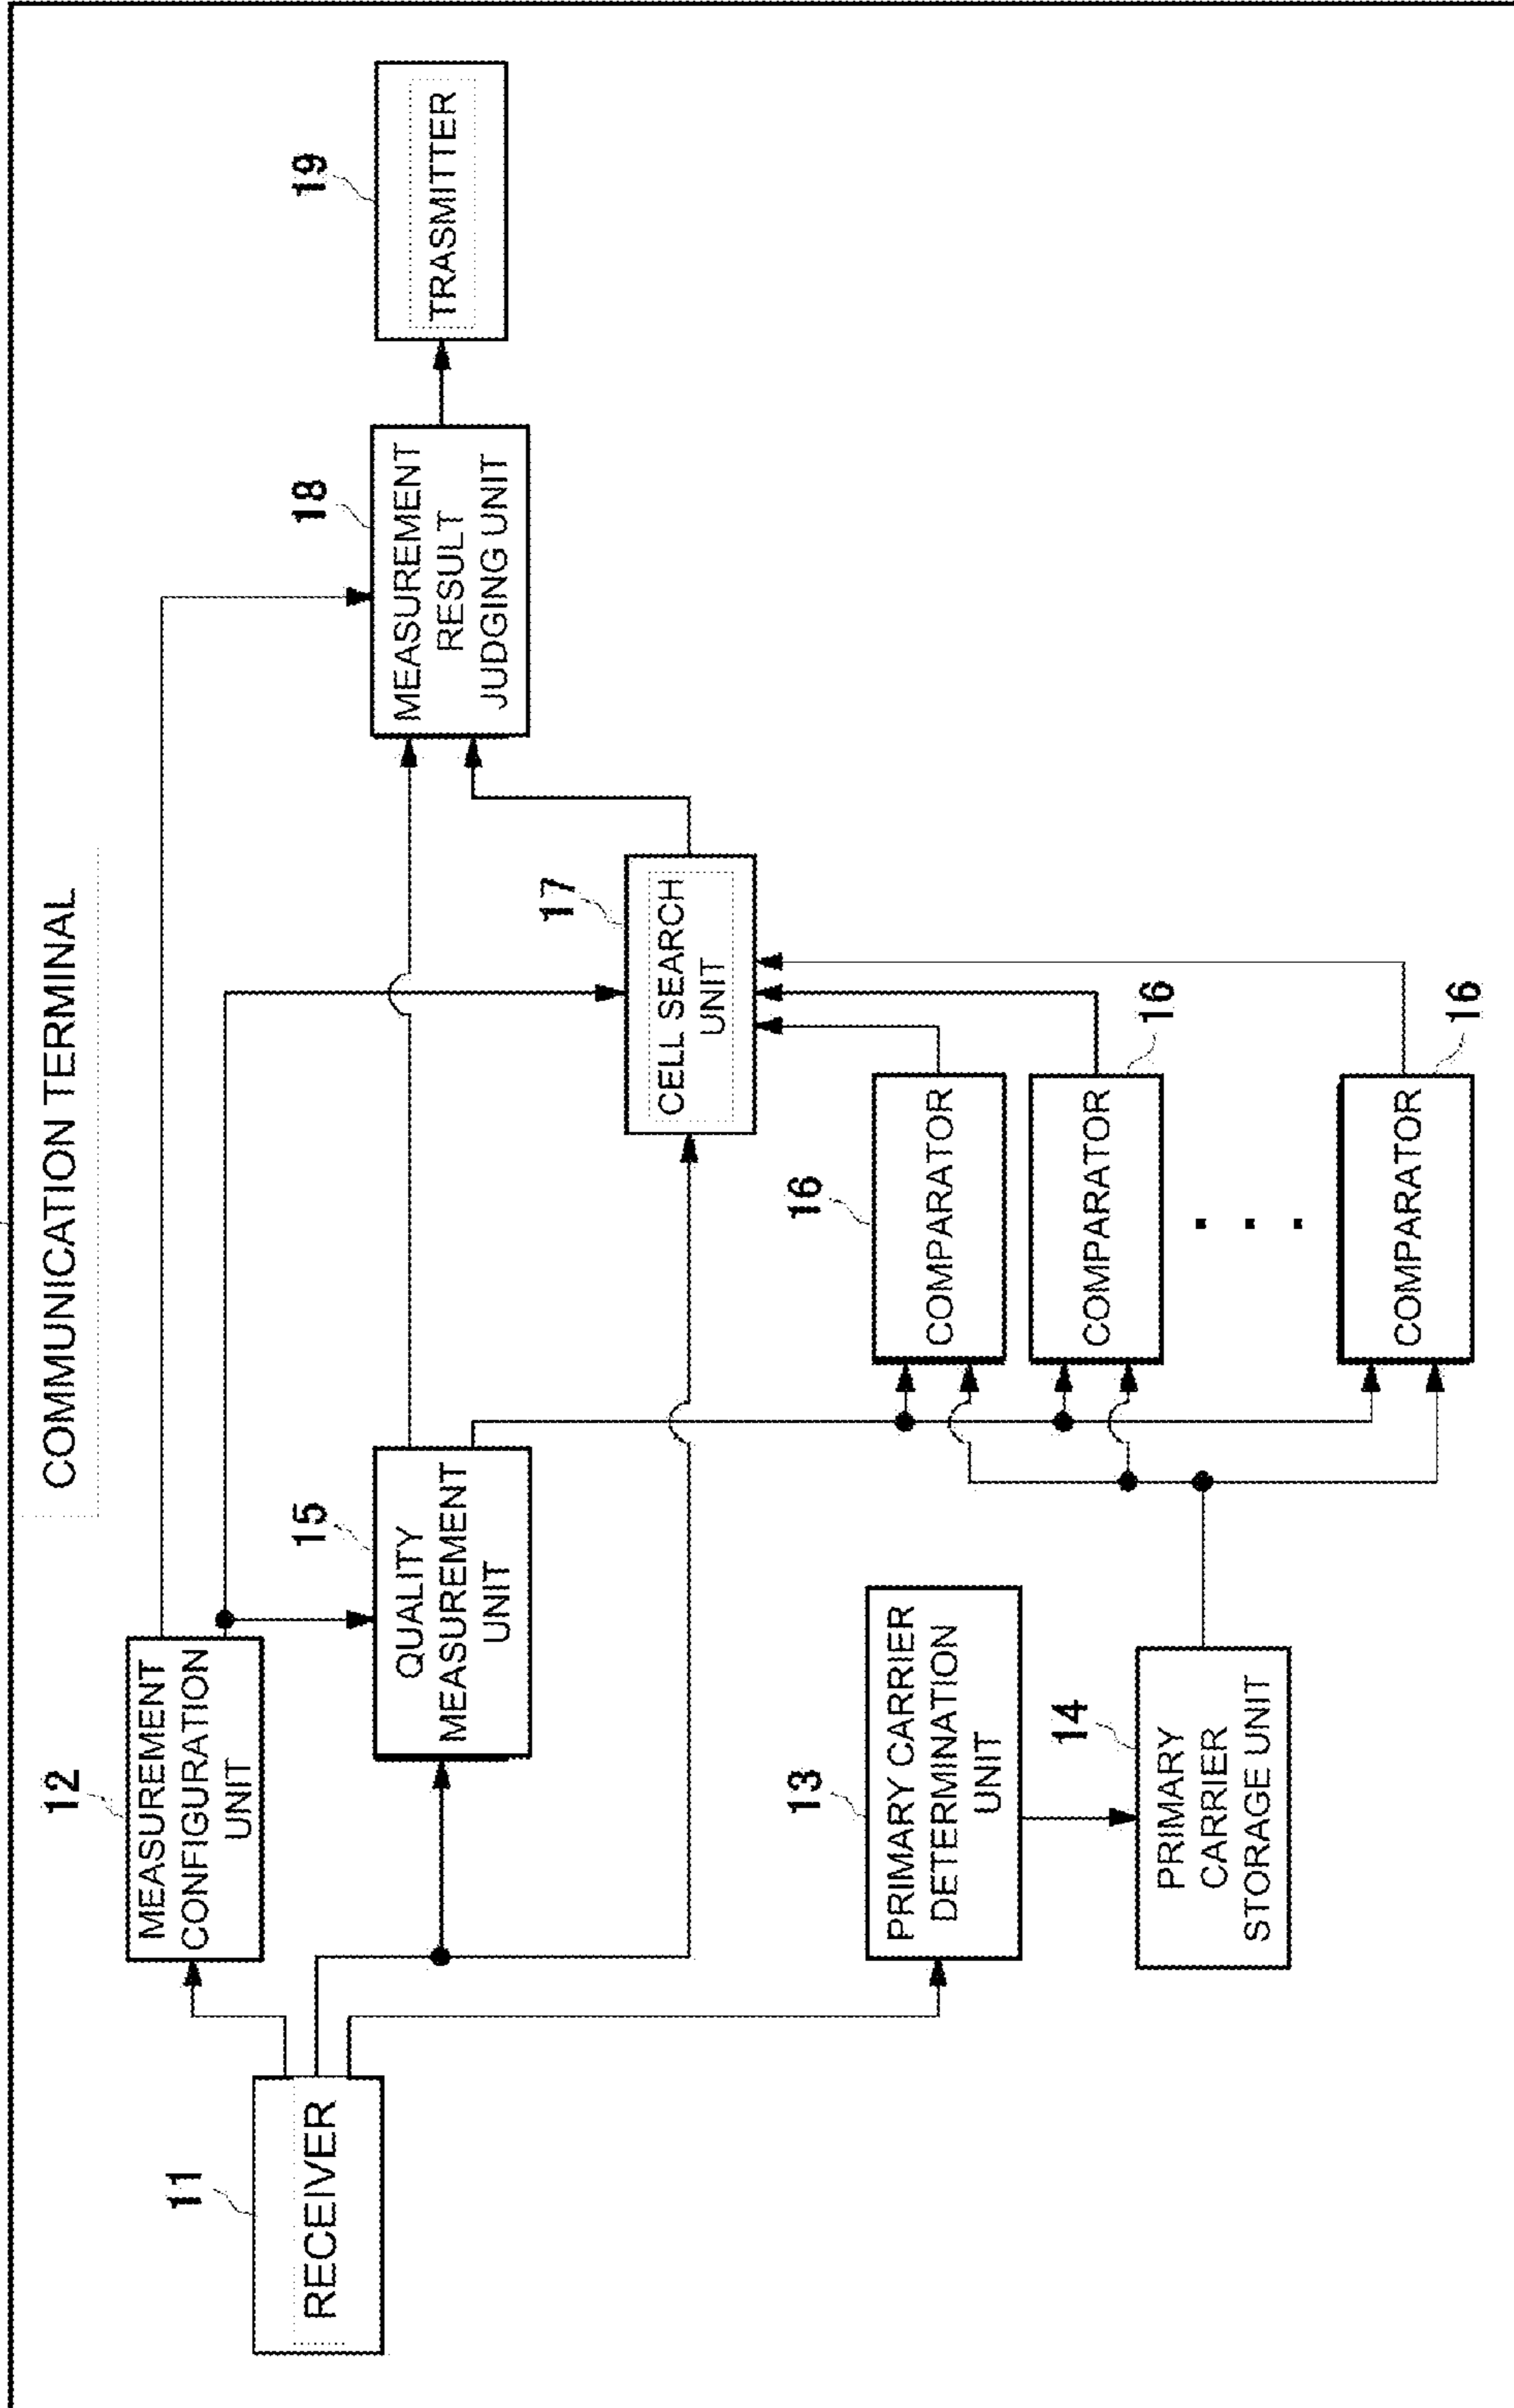 COMMUNICATION TERMINAL
12
MEASUREMENT
CONFIGURATION
UNIT
11
RECEIVER
15
QUALITY
MEASUREMENT
UNIT
18
MEASUREMENT
RESULT
JUDGING UNIT
19
TRASMITTER
17
CELL SEARCH
UNIT
13
PRIMARY CARRIER
DETERMINATION
UNIT
14
PRIMARY
CARRIER
STORAGE UNIT
16
COMPARATOR
16
COMPARATOR
. . .
16
COMPARATOR